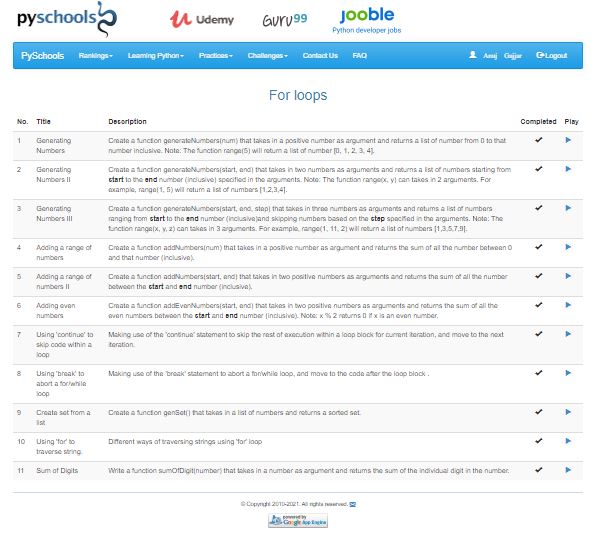 pyschools Udemy GURU99 jooble
Python developer jobs
PySchools Rankings Learning Python Practices Challenges Contact Us FAQ Anuj Gajjar Logout
For loops
No. Title Description Completed Play
1 Generating Create a function generateNumbers(num) that takes in a positive number as argument and returns a list of number from 0 to that
Numbers number inclusive. Note: The function range(5) will return a list of number [0, 1, 2, 3, 4].
2 Generating Create a function generateNumbers(start, end) that takes in two numbers as arguments and returns a list of numbers starting from
Numbers II start to the end number (inclusive) specified in the arguments. Note: The function range(x, y) can takes in 2 arguments. For
example, range(1, 5) will return a list of numbers [1,2,3,4].
3 Generating Create a function generateNumbers(start, end, step) that takes in three numbers as arguments and returns a list of numbers
Numbers III ranging from start to the end number (inclusive)and skipping numbers based on the step specified in the arguments. Note: The
function range(x, y, z) can takes in 3 arguments. For example, range(1, 11, 2) will return a list of numbers [1,3,5,7,9].
4 Adding a range of Create a function addNumbers(num) that takes in a positive number as argument and returns the sum of all the number between 0
numbers and that number (inclusive).
5 Adding a range of Create a function addNumbers(start, end) that takes in two positive numbers as arguments and returns the sum of all the number
numbers II between the start and end number (inclusive).
6 Adding even Create a function addEvenNumbers(start, end) that takes in two positive numbers as arguments and returns the sum of all the
numbers even numbers between the start and end number (inclusive). Note: x % 2 returns 0 if x is an even number.
7 Using 'continue' to Making use of the 'continue' statement to skip the rest of execution within a loop block for current iteration, and move to the next
skip code within a iteration.
loop.
8 Using 'break' to Making use of the 'break' statement to abort a for/while loop, and move to the code after the loop block .
abort a for/while
loop
9 Create set from a Create a function genSet() that takes in a list of numbers and returns a sorted set.
list
10 Using 'for' to Different ways of traversing strings using 'for' loop
traverse string.
11 Sum of Digits Write a function sumOfDigit(number) that takes in a number as argument and returns the sum of the individual digit in the number.
© Copyright 2010-2021. All rights reserved.
powered by
Google App Engine